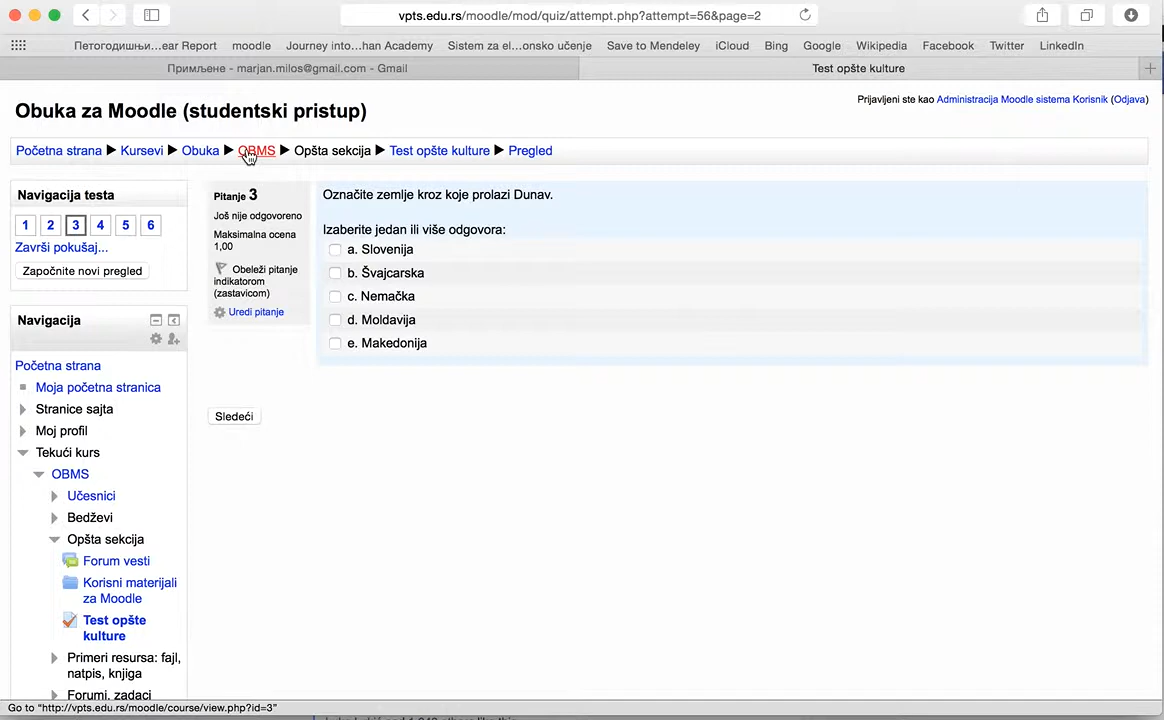 vpts.edu.rs/moodle/mod/quiz/attempt.php?attempt=56&page=2
Петогодишњи...ear Report moodle Journey into...han Academy Sistem za el...onsko učenje Save to Mendeley iCloud Bing Google Wikipedia Facebook Twitter LinkedIn
Примљене - marjan.milos@gmail.com - Gmail Test opšte kulture
Obuka za Moodle (studentski pristup)
Prijavljeni ste kao Administracija Moodle sistema Korisnik (Odjava)
Početna strana ▶ Kursevi ▶ Obuka ▶ OBMS ▶ Opšta sekcija ▶ Test opšte kulture ▶ Pregled
Navigacija testa
1 2 3 4 5 6
Završi pokušaj...
Započnite novi pregled
Navigacija
Početna strana
Moja početna stranica
Stranice sajta
Moj profil
Tekući kurs
OBMS
Učesnici
Bedževi
Opšta sekcija
Forum vesti
Korisni materijali
za Moodle
Test opšte
kulture
Primeri resursa: fajl,
natpis, knjiga
Forumi, zadaci
Pitanje 3
Još nije odgovoreno
Maksimalna ocena
1,00
Obeleži pitanje
indikatorom
(zastavicom)
Uredi pitanje
Označite zemlje kroz koje prolazi Dunav.
Izaberite jedan ili više odgovora:
a. Slovenija
b. Švajcarska
c. Nemačka
d. Moldavija
e. Makedonija
Sledeći
Go to "http://vpts.edu.rs/moodle/course/view.php?id=3"